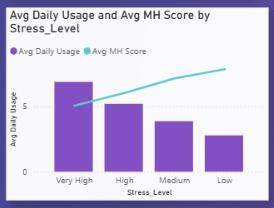 Avg Daily Usage and Avg MH Score by
Stress_Level
Avg Daily Usage Avg MH Score
Avg Daily Usage
5
0
Very High High Medium Low
Stress_Level